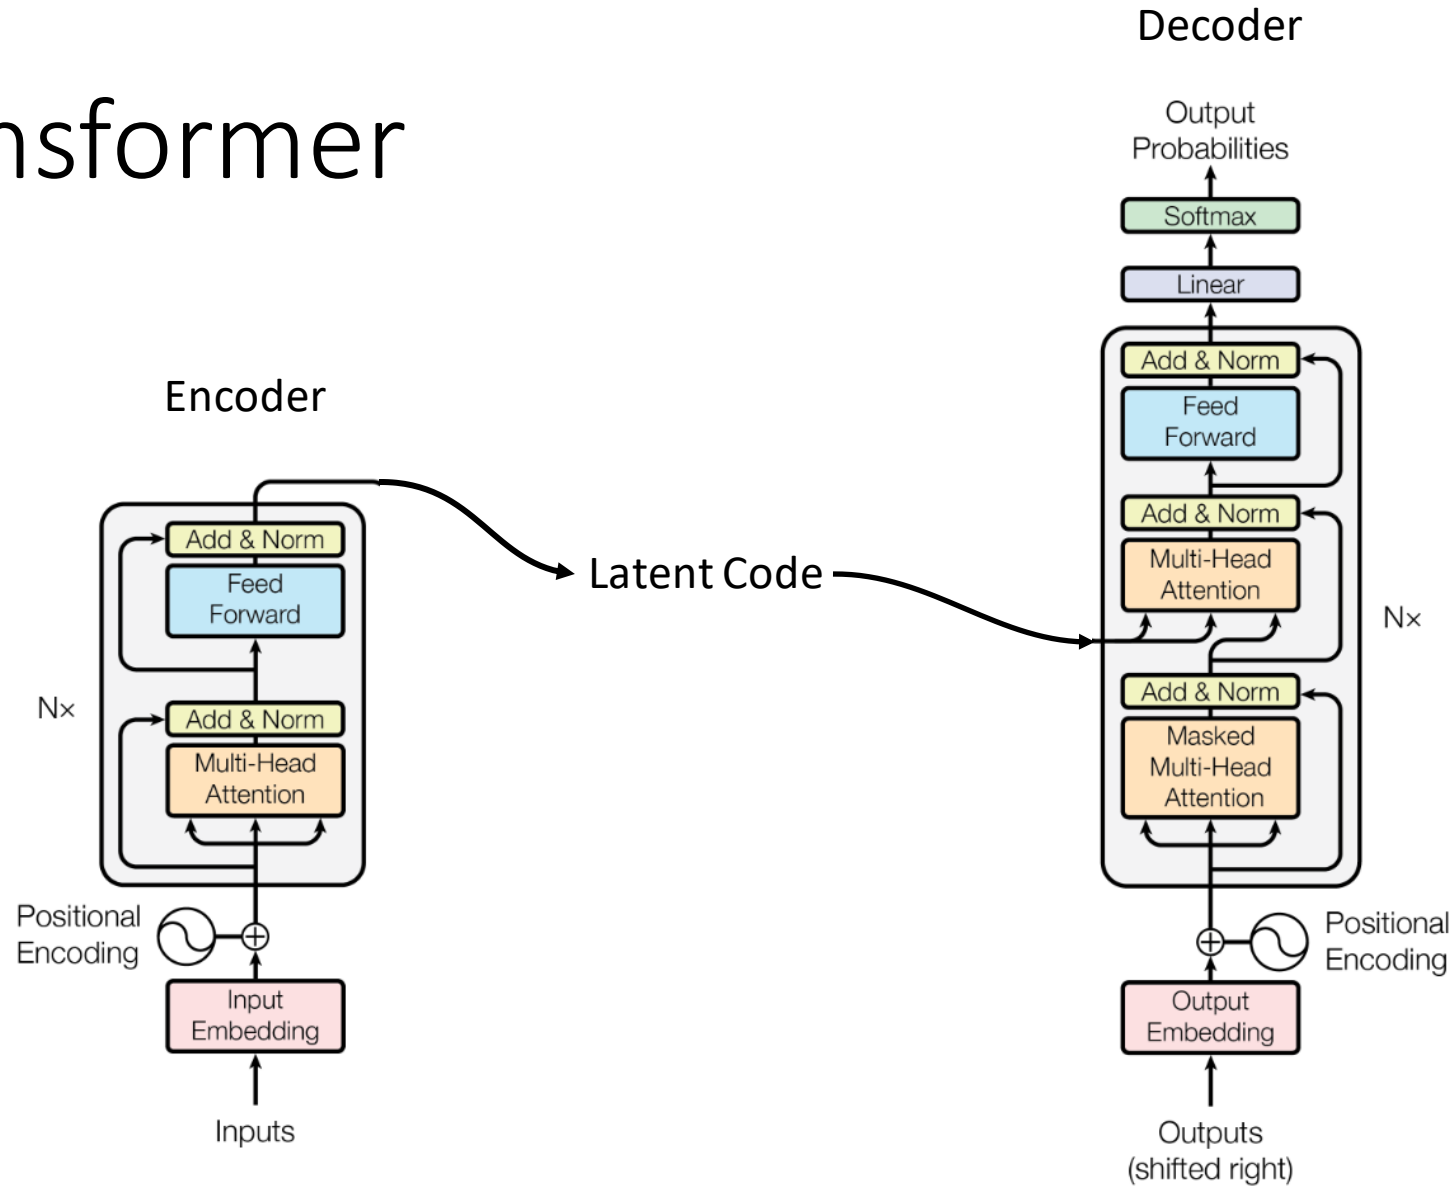 nsformer
Encoder
Add & Norm
Feed
Forward
Nx
Add & Norm
Multi-Head
Attention
Positional
Encoding
Input
Embedding
Inputs
Latent Code
Decoder
Output
Probabilities
Softmax
Linear
Add & Norm
Feed
Forward
Add & Norm
Multi-Head
Attention
N×
Add & Norm
Masked
Multi-Head
Attention
Positional
Encoding
Output
Embedding
Outputs
(shifted right)